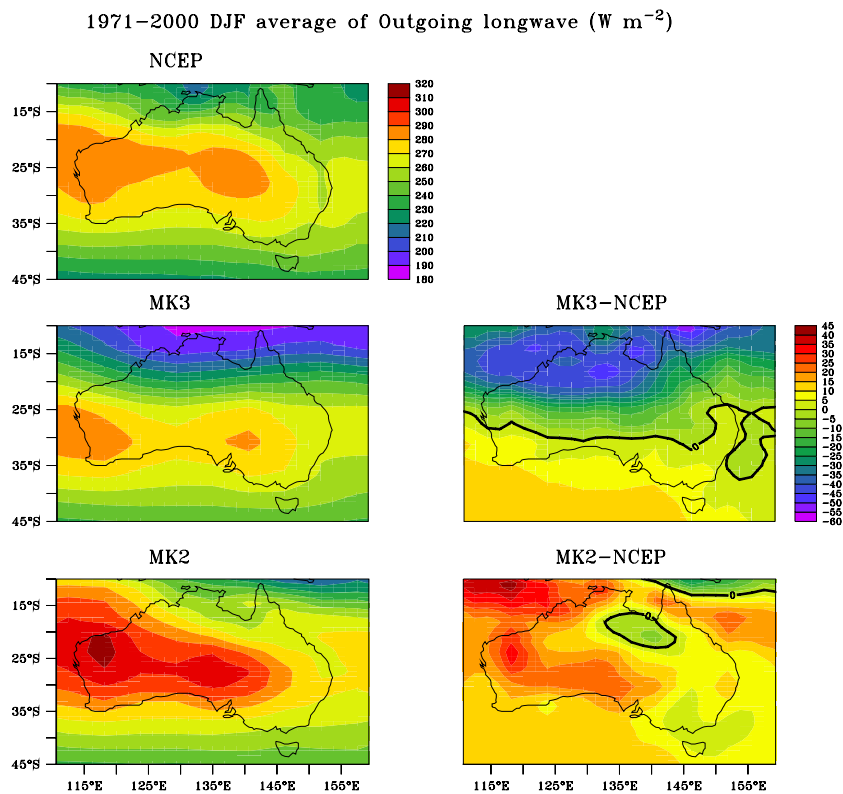 1971-2000 DJF average of Outgoing longwave (W m⁻²)
NCEP
15°S
25°S
35°S
45°S
320
310
300
290
280
270
260
250
240
230
220
210
200
190
180
MK3
15°S
25°S
35°S
45°S
MK3-NCEP
0
45
40
35
30
25
20
15
10
5
0
-5
-10
-15
-20
-25
-30
-35
-40
-45
-50
-55
-60
MK2
15°S
25°S
35°S
45°S
115°E 125°E 135°E 145°E 155°E
MK2-NCEP
0
0
115°E 125°E 135°E 145°E 155°E